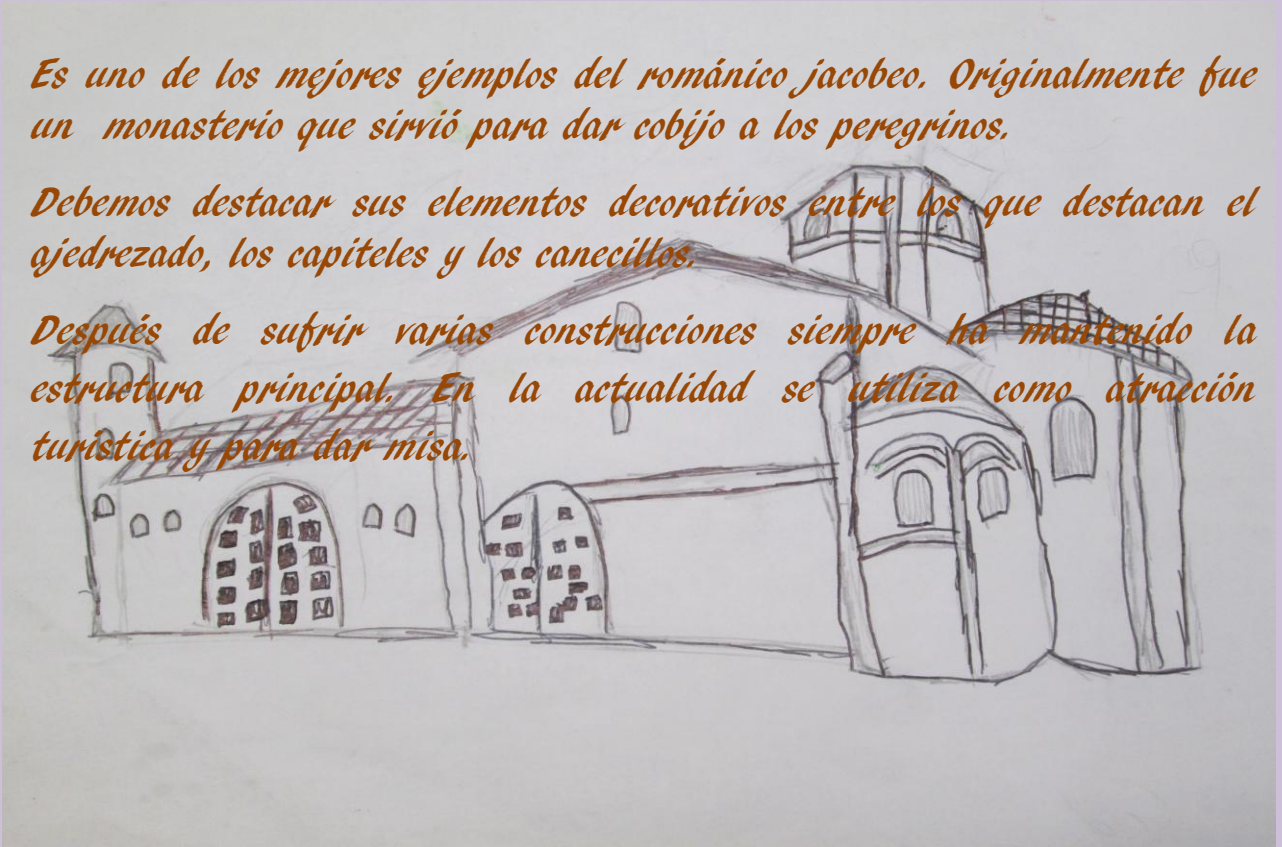 Es uno de los mejores ejemplos del románico jacobeo. Originalmente fue
un monasterio que sirvió para dar cobijo a los peregrinos.
Debemos destacar sus elementos decorativos entre los que destacan el
ajedrezado, los capiteles y los canecillos.
Después de sufrir varias construcciones siempre ha mantenido la
estructura principal. En la actualidad se utiliza como atracción
turística y para dar misa.